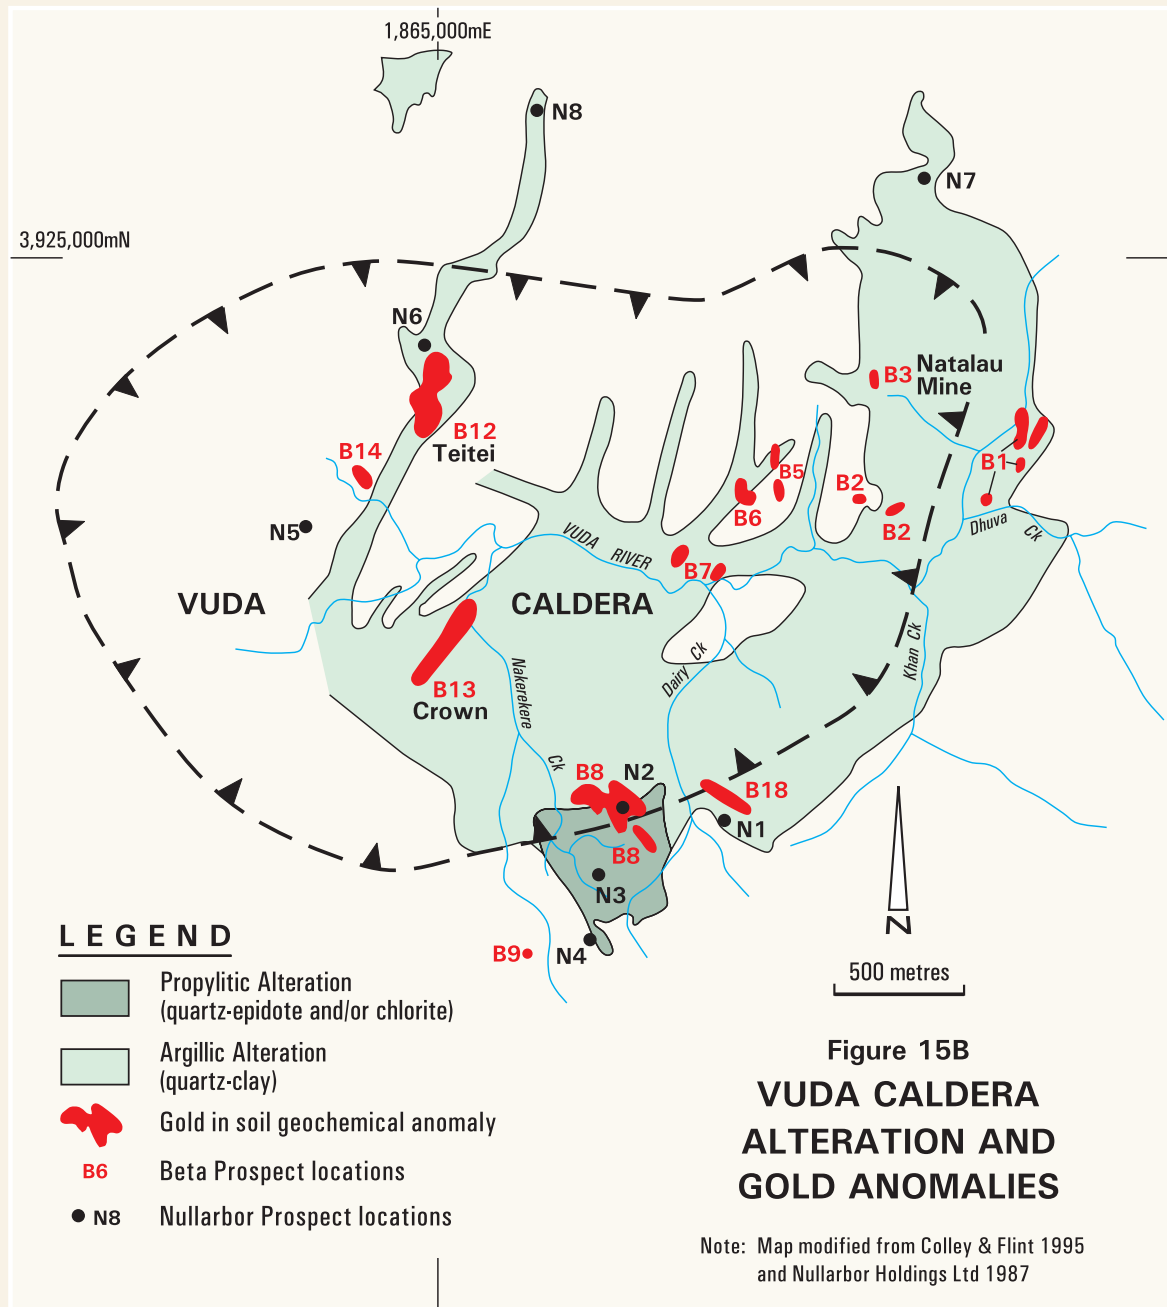 1,865,000mE
N8
N7
3,925,000mN
N6
B3 Natalau
Mine
B12
Teitei
B14
B1
B5
B2
B6
B2
N5
Dhuva Ck
VUDA RIVER
B7
VUDA CALDERA
Khan Ck
Dairy Ck
Nakerekere Ck
B13
Crown
B8
N2
B18
N1
B8
N3
B9
N4
N
500 metres
LEGEND
Propylitic Alteration
(quartz-epidote and/or chlorite)
Argillic Alteration
(quartz-clay)
Gold in soil geochemical anomaly
B6 Beta Prospect locations
N8 Nullarbor Prospect locations
Figure 15B
VUDA CALDERA
ALTERATION AND
GOLD ANOMALIES
Note: Map modified from Colley & Flint 1995
and Nullarbor Holdings Ltd 1987